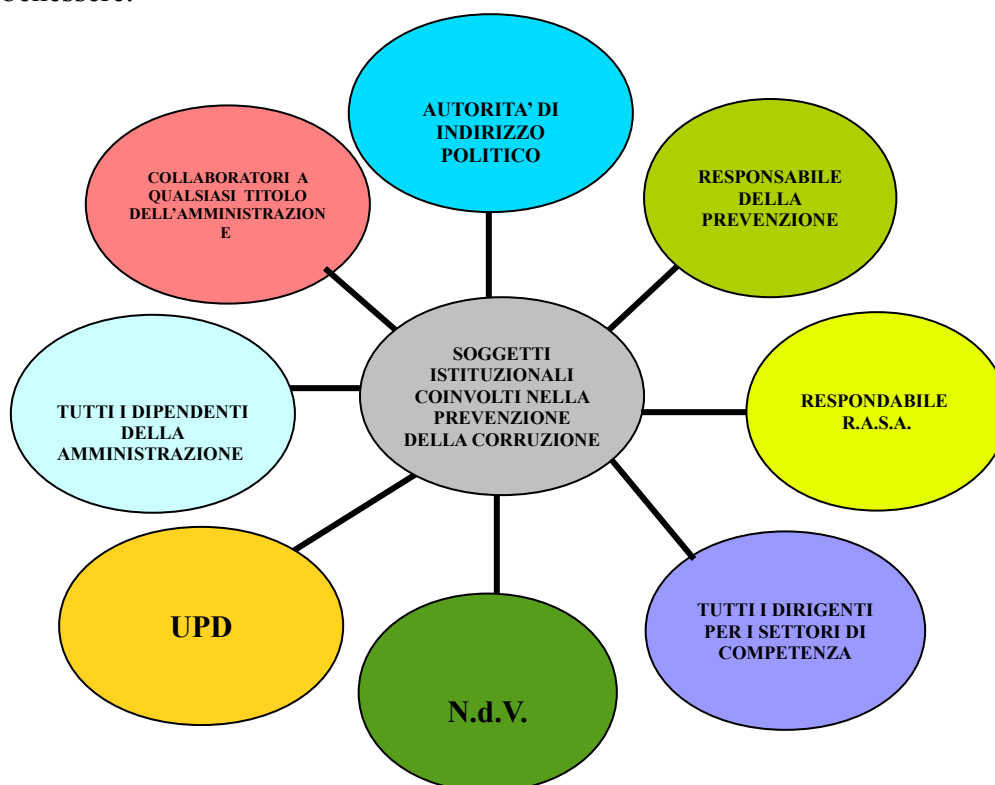 benessere.
AUTORITA’ DI
INDIRIZZO
POLITICO
RESPONSABILE
DELLA
PREVENZIONE
COLLABORATORI A
QUALSIASI TITOLO
DELL’AMMINISTRAZION
E
SOGGETTI
ISTITUZIONALI
COINVOLTI NELLA
PREVENZIONE
DELLA CORRUZIONE
RESPONDABILE
R.A.S.A.
TUTTI I DIPENDENTI
DELLA
AMMINISTRAZIONE
TUTTI I DIRIGENTI
PER I SETTORI DI
COMPETENZA
UPD
N.d.V.